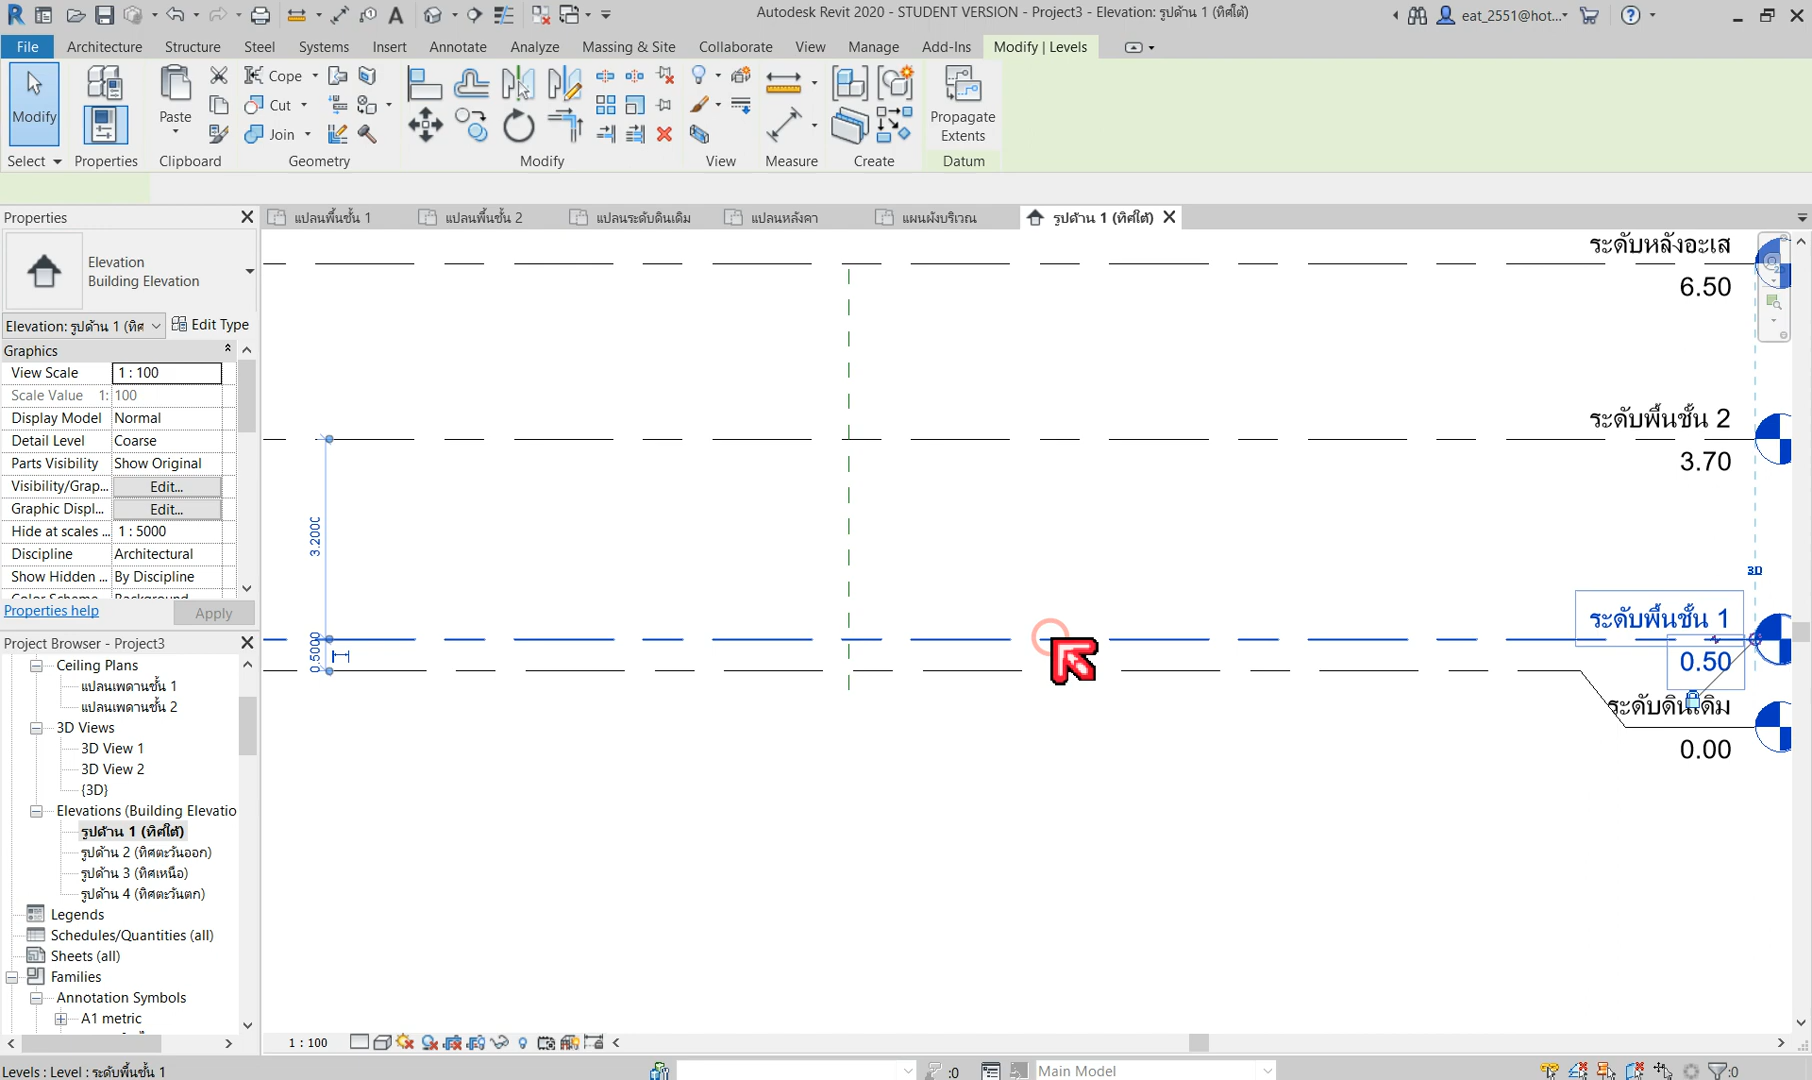 Autodesk Revit 2020 - STUDENT VERSION - Project3 - Elevation: รูปด้าน 1 (ทิศใต้)
eat_2551@hot...
File Architecture Structure Steel Systems Insert Annotate Analyze Massing & Site Collaborate View Manage Add-Ins Modify | Levels
Modify
Paste
Cope
Cut
Join
Propagate
Extents
Select Properties Clipboard Geometry Modify View Measure Create Datum
Properties
แปลนพื้นชั้น 1 แปลนพื้นชั้น 2 แปลนระดับดินเดิม แปลนหลังคา แผนผังบริเวณ รูปด้าน 1 (ทิศใต้)
Elevation
Building Elevation
Elevation: รูปด้าน 1 (ทิศ Edit Type
Graphics
View Scale 1 : 100
Scale Value 1: 100
Display Model Normal
Detail Level Coarse
Parts Visibility Show Original
Visibility/Grap... Edit...
Graphic Displ... Edit...
Hide at scales ... 1 : 5000
Discipline Architectural
Show Hidden ... By Discipline
Properties help Apply
Project Browser - Project3
Ceiling Plans
แปลนเพดานชั้น 1
แปลนเพดานชั้น 2
3D Views
3D View 1
3D View 2
{3D}
Elevations (Building Elevatio
รูปด้าน 1 (ทิศใต้)
รูปด้าน 2 (ทิศตะวันออก)
รูปด้าน 3 (ทิศเหนือ)
รูปด้าน 4 (ทิศตะวันตก)
Legends
Schedules/Quantities (all)
Sheets (all)
Families
Annotation Symbols
A1 metric
ระดับหลังอะเส
6.50
ระดับพื้นชั้น 2
3.70
3.2000
3D
ระดับพื้นชั้น 1
0.50
0.5000
ระดับดินเดิม
0.00
1 : 100
Levels : Level : ระดับพื้นชั้น 1
:0
Main Model
:0